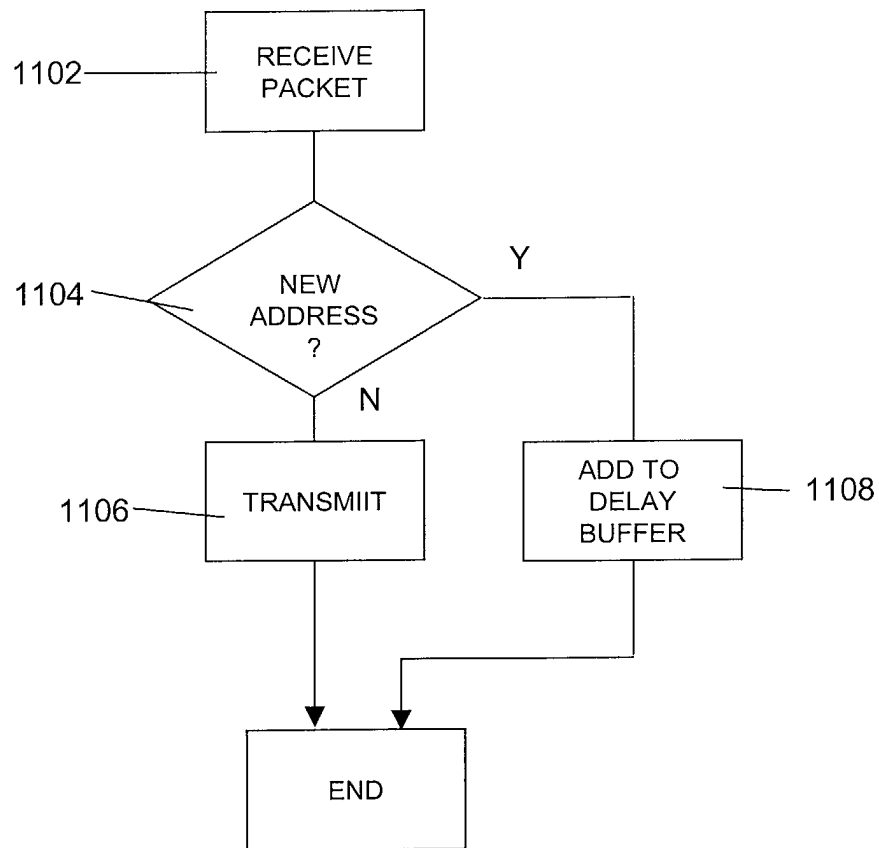 RECEIVE
PACKET
1102
NEW
ADDRESS
?
1104
Y
N
TRANSMIIT
1106
ADD TO
DELAY
BUFFER
1108
END